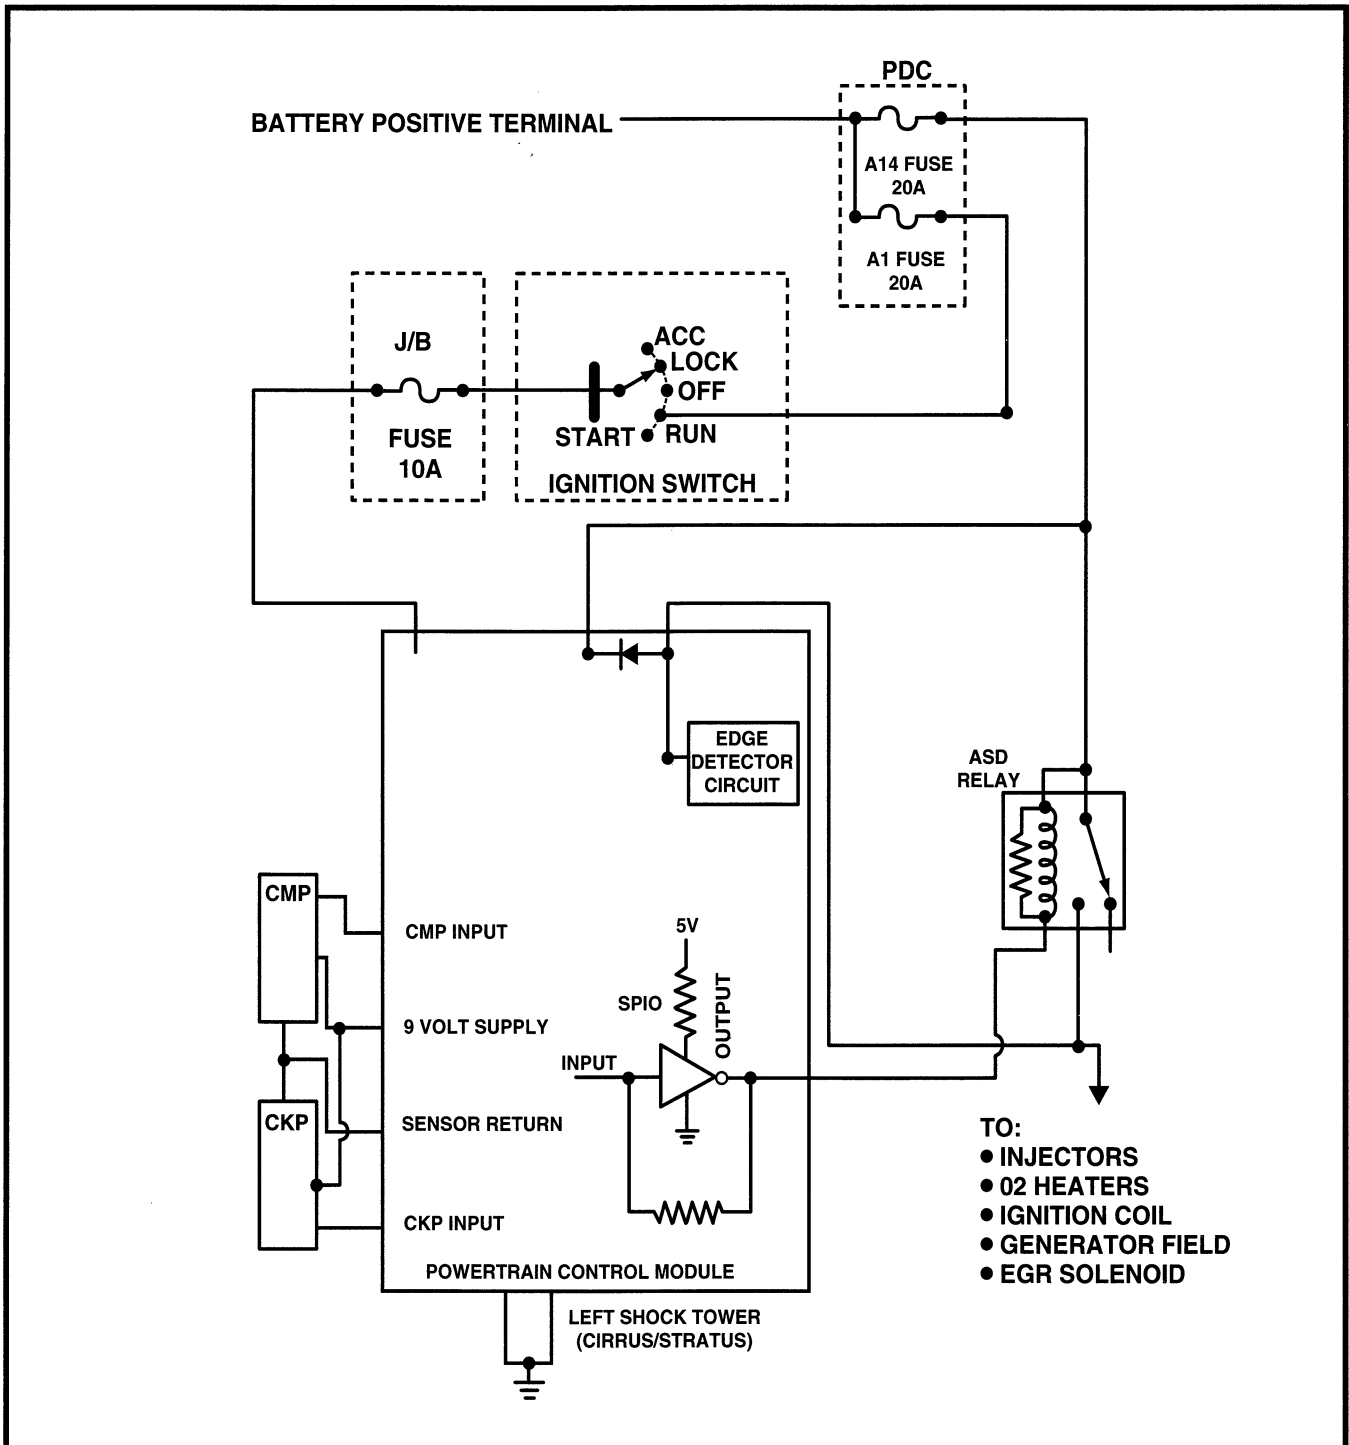 PDC
BATTERY POSITIVE TERMINAL
A14 FUSE
20A
A1 FUSE
20A
J/B
FUSE
10A
ACC
LOCK
OFF
RUN
START
IGNITION SWITCH
EDGE
DETECTOR
CIRCUIT
ASD
RELAY
CMP
CMP INPUT
5V
SPIO
OUTPUT
9 VOLT SUPPLY
INPUT
CKP
SENSOR RETURN
CKP INPUT
POWERTRAIN CONTROL MODULE
LEFT SHOCK TOWER
(CIRRUS/STRATUS)
TO:
● INJECTORS
● 02 HEATERS
● IGNITION COIL
● GENERATOR FIELD
● EGR SOLENOID